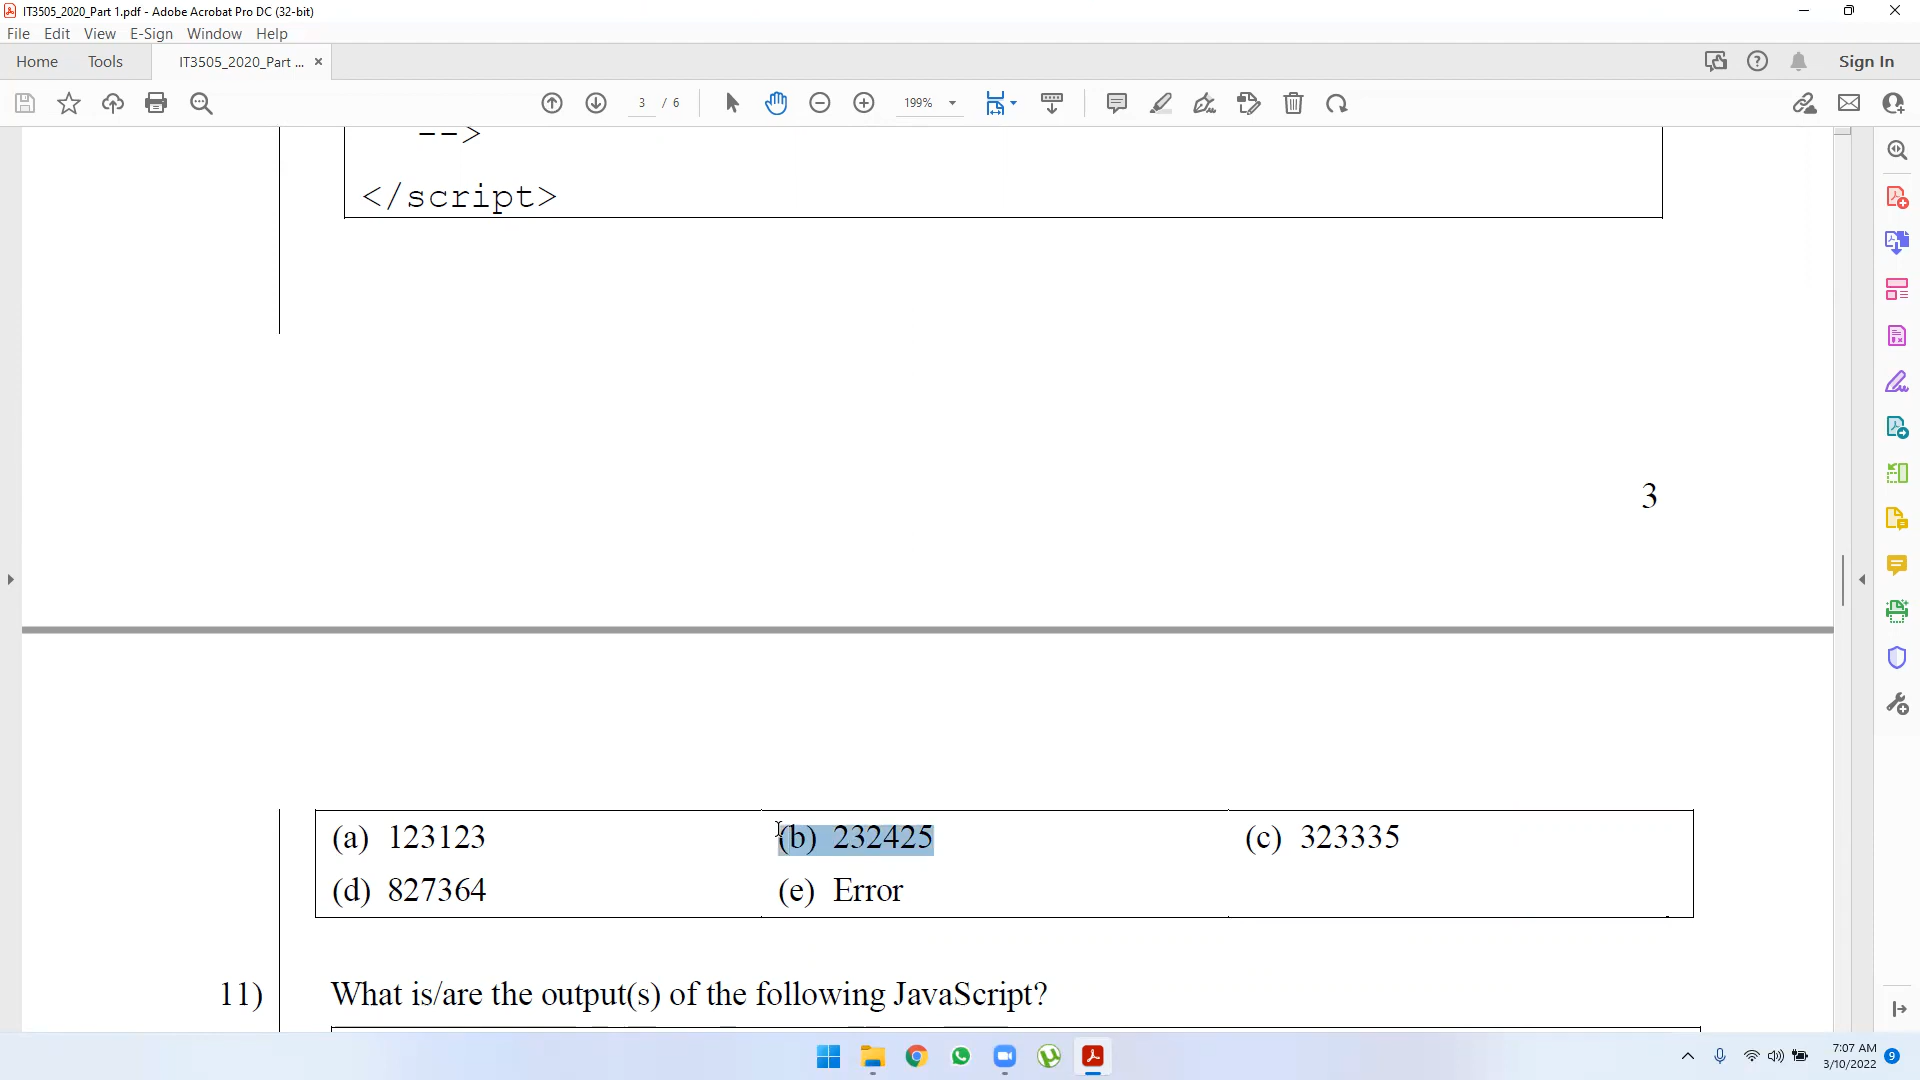 IT3505_2020_Part 1.pdf - Adobe Acrobat Pro DC (32-bit)
File Edit View E-Sign Window Help
Home Tools IT3505_2020_Part ... × Sign In
3 / 6 199%
-->
</script>
3
(a) 123123 (b) 232425 (c) 323335
(d) 827364 (e) Error
11) What is/are the output(s) of the following JavaScript?
7:07 AM
3/10/2022 9